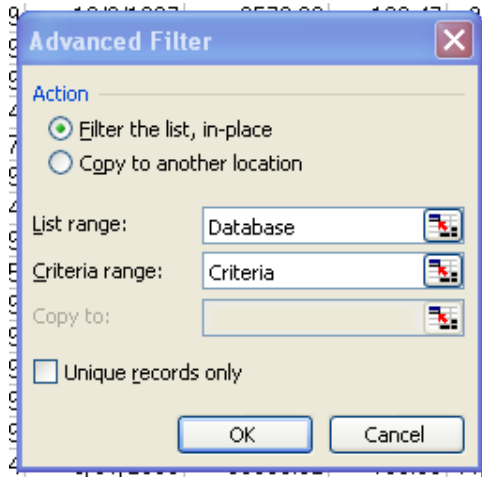 Advanced Filter
Action
Filter the list, in-place
Copy to another location
List range: Database
Criteria range: Criteria
Copy to:
Unique records only
OK Cancel